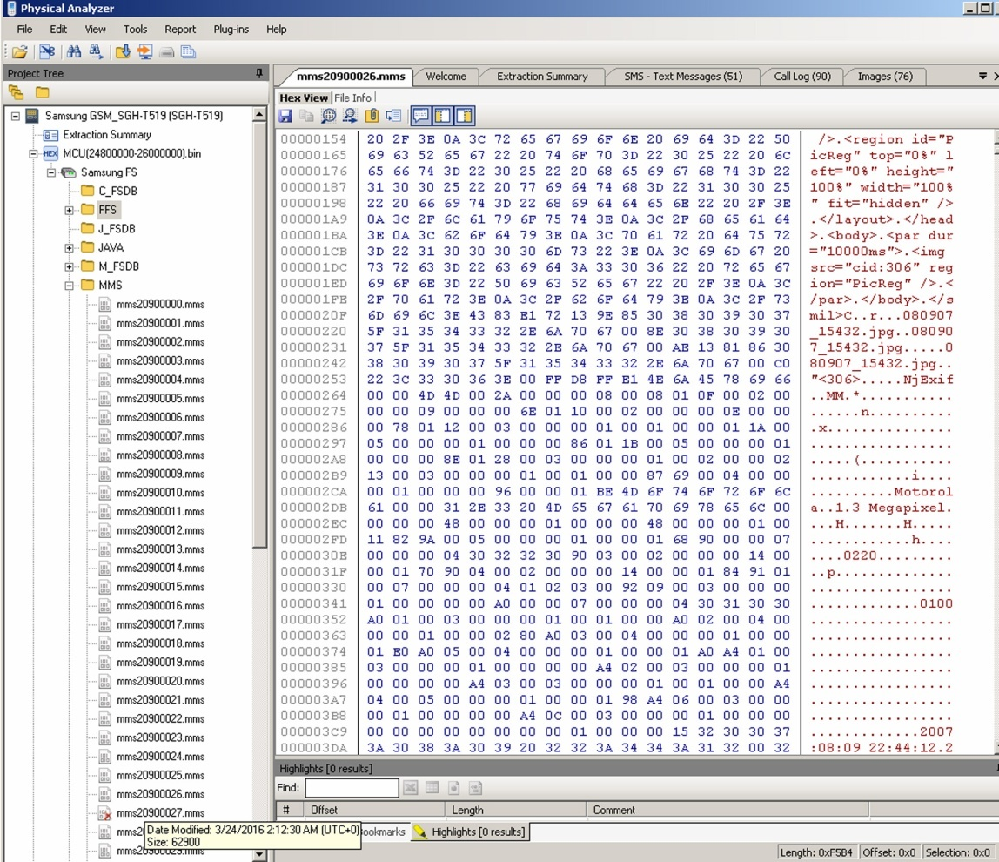 Physical Analyzer
File Edit View Tools Report Plug-ins Help
Project Tree
Samsung GSM_SGH-T519 (SGH-T519)
Extraction Summary
HEX MCU(24800000-26000000).bin
Samsung FS
C_FSDB
FFS
J_FSDB
JAVA
M_FSDB
MMS
mms20900000.mms
mms20900001.mms
mms20900002.mms
mms20900003.mms
mms20900004.mms
mms20900005.mms
mms20900006.mms
mms20900007.mms
mms20900008.mms
mms20900009.mms
mms20900010.mms
mms20900011.mms
mms20900012.mms
mms20900013.mms
mms20900014.mms
mms20900015.mms
mms20900016.mms
mms20900017.mms
mms20900018.mms
mms20900019.mms
mms20900020.mms
mms20900021.mms
mms20900022.mms
mms20900023.mms
mms20900024.mms
mms20900025.mms
mms20900026.mms
mms20900027.mms
Date Modified: 3/24/2016 2:12:30 AM (UTC+0)
Size: 62900
mms20900026.mms Welcome Extraction Summary SMS - Text Messages (51) Call Log (90) Images (76)
Hex View File Info
00000154 20 2F 3E 0A 3C 72 65 67 69 6F 6E 20 69 64 3D 22 50 />.<region id="P
00000165 69 63 52 65 67 22 20 74 6F 70 3D 22 30 25 22 20 6C icReg" top="0%" l
00000176 65 66 74 3D 22 30 25 22 20 68 65 69 67 68 74 3D 22 eft="0%" height="
00000187 31 30 30 25 22 20 77 69 64 74 68 3D 22 31 30 30 25 100%" width="100%
00000198 22 20 66 69 74 3D 22 68 69 64 64 65 6E 22 20 2F 3E " fit="hidden" />
000001A9 0A 3C 2F 6C 61 79 6F 75 74 3E 0A 3C 2F 68 65 61 64 .</layout>.</head
000001BA 3E 0A 3C 62 6F 64 79 3E 0A 3C 70 61 72 20 64 75 72 >.<body>.<par dur
000001CB 3D 22 31 30 30 30 30 6D 73 22 3E 0A 3C 69 6D 67 20 ="10000ms">.<img
000001DC 73 72 63 3D 22 63 69 64 3A 33 30 36 22 20 72 65 67 src="cid:306" reg
000001ED 69 6F 6E 3D 22 50 69 63 52 65 67 22 20 2F 3E 0A 3C ion="PicReg" />.<
000001FE 2F 70 61 72 3E 0A 3C 2F 62 6F 64 79 3E 0A 3C 2F 73 /par>.</body>.</s
0000020F 6D 69 6C 3E 43 83 E1 72 13 9E 85 30 38 30 39 30 37 mil>C..r...080907
00000220 5F 31 35 34 33 32 2E 6A 70 67 00 8E 30 38 30 39 30 _15432.jpg..08090
00000231 37 5F 31 35 34 33 32 2E 6A 70 67 00 AE 13 81 86 30 7_15432.jpg.....0
00000242 38 30 39 30 37 5F 31 35 34 33 32 2E 6A 70 67 00 C0 80907_15432.jpg..
00000253 22 3C 33 30 36 3E 00 FF D8 FF E1 4E 6A 45 78 69 66 "<306>.....NjExif
00000264 00 00 4D 4D 00 2A 00 00 00 08 00 08 01 0F 00 02 00 ..MM.*...........
00000275 00 00 09 00 00 00 6E 01 10 00 02 00 00 00 0E 00 00 ......n..........
00000286 00 78 01 12 00 03 00 00 00 01 00 01 00 00 01 1A 00 .x...............
00000297 05 00 00 00 01 00 00 00 86 01 1B 00 05 00 00 00 01 .................
000002A8 00 00 00 8E 01 28 00 03 00 00 00 01 00 02 00 00 02 .....(...........
000002B9 13 00 03 00 00 00 01 00 01 00 00 87 69 00 04 00 00 ............i....
000002CA 00 01 00 00 00 96 00 00 01 BE 4D 6F 74 6F 72 6F 6C ..........Motorol
000002DB 61 00 00 31 2E 33 20 4D 65 67 61 70 69 78 65 6C 00 a..1.3 Megapixel.
000002EC 00 00 00 48 00 00 00 01 00 00 00 48 00 00 00 01 00 ...H.......H.....
000002FD 11 82 9A 00 05 00 00 00 01 00 00 01 68 90 00 00 07 ............h....
0000030E 00 00 00 04 30 32 32 30 90 03 00 02 00 00 00 14 00 ....0220.........
0000031F 00 01 70 90 04 00 02 00 00 00 14 00 00 01 84 91 01 ..p..............
00000330 00 07 00 00 00 04 01 02 03 00 92 09 00 03 00 00 00 .................
00000341 01 00 00 00 00 A0 00 00 07 00 00 00 04 30 31 30 30 .............0100
00000352 A0 01 00 03 00 00 00 01 00 01 00 00 A0 02 00 04 00 .................
00000363 00 00 01 00 00 02 80 A0 03 00 04 00 00 00 01 00 00 .................
00000374 01 E0 A0 05 00 04 00 00 00 01 00 00 01 A0 A4 01 00 .................
00000385 03 00 00 00 01 00 00 00 00 A4 02 00 03 00 00 00 01 .................
00000396 00 00 00 00 A4 03 00 03 00 00 00 01 00 01 00 00 A4 .................
000003A7 04 00 05 00 00 00 01 00 00 01 98 A4 06 00 03 00 00 .................
000003B8 00 01 00 00 00 00 A4 0C 00 03 00 00 00 01 00 00 00 .................
000003C9 00 00 00 00 00 00 00 01 00 00 00 15 32 30 30 37 .............2007
000003DA 3A 30 38 3A 30 39 20 32 32 3A 34 34 3A 31 32 00 32 :08:09 22:44:12.2
Highlights [0 results]
Find:
# Offset Length Comment
ookmarks Highlights [0 results]
Length: 0xF5B4 Offset: 0x0 Selection: 0x0